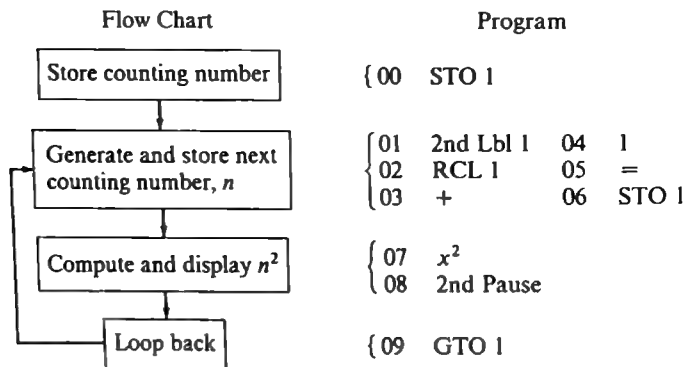 Flow Chart Program
Store counting number { 00 STO 1
Generate and store next
counting number, n
{ 01 2nd Lbl 1 04 1
02 RCL 1 05 =
03 + 06 STO 1
Compute and display n²
{ 07 x²
08 2nd Pause
Loop back { 09 GTO 1